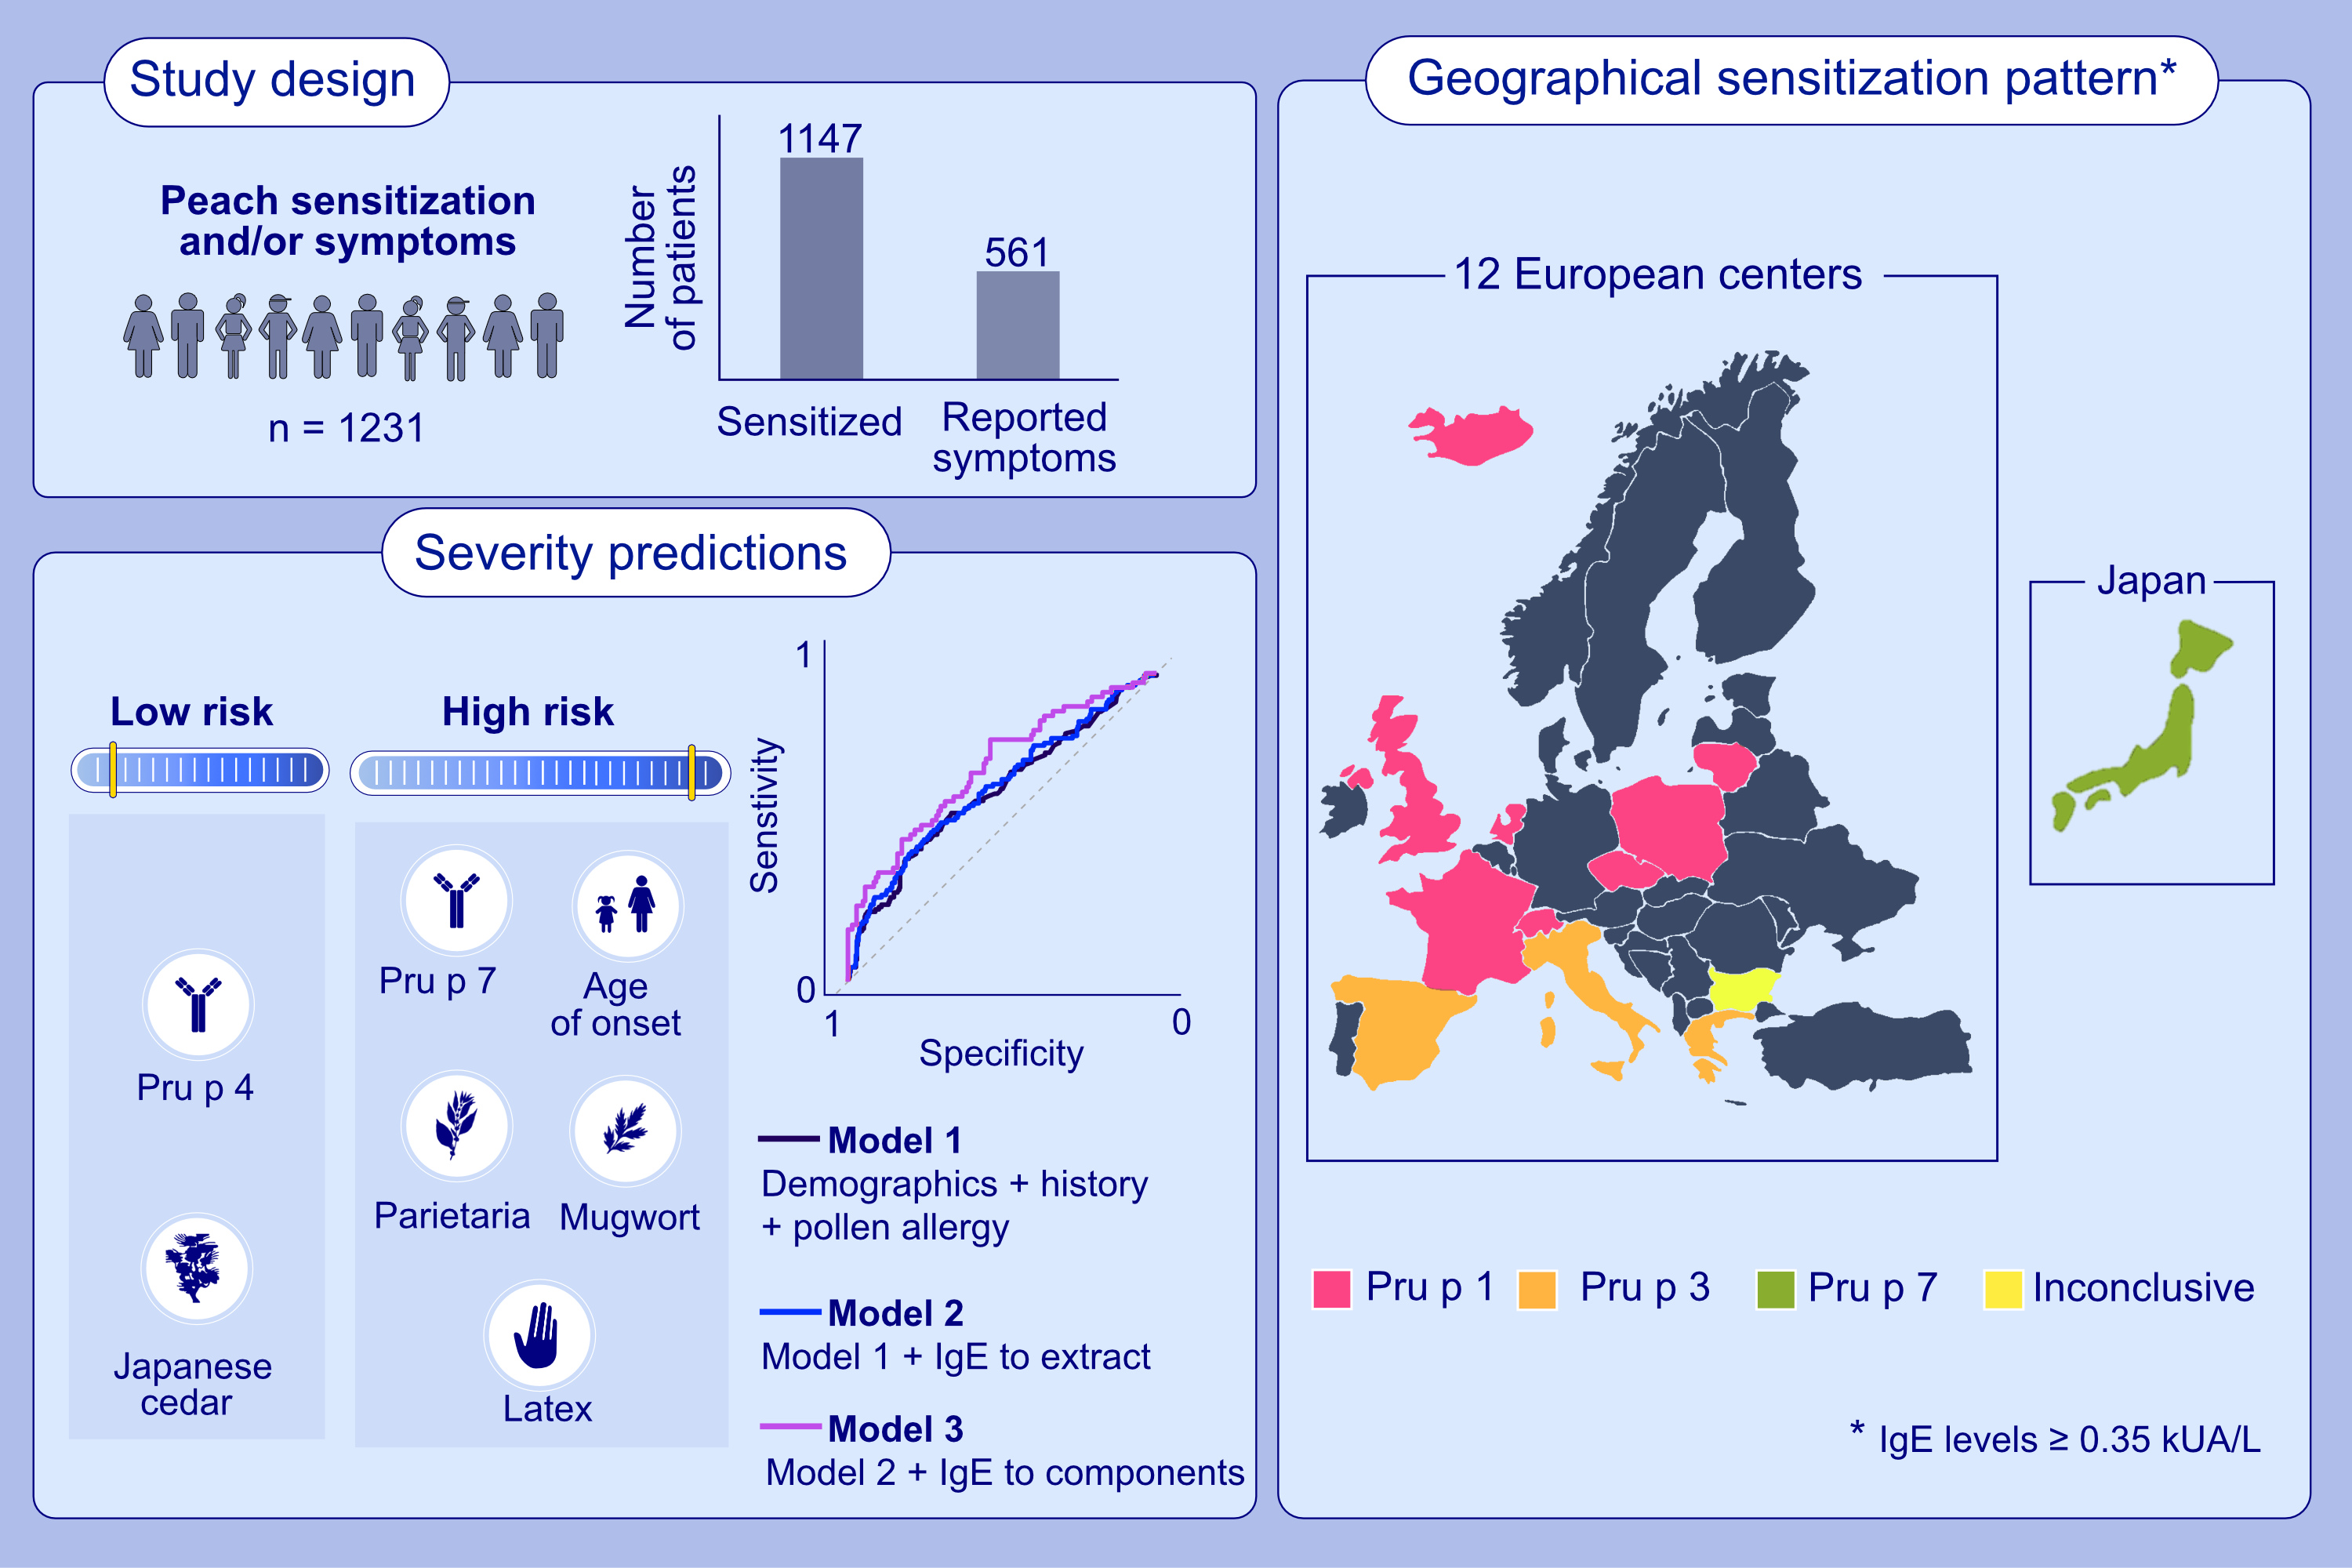 Study design
Peach sensitization
and/or symptoms
n = 1231
Number
of patients
1147
561
Sensitized
Reported
symptoms
Severity predictions
Low risk
Pru p 4
Japanese
cedar
High risk
Pru p 7
Age
of onset
Parietaria
Mugwort
Latex
Senstivity
1
0
1
0
Specificity
Model 1
Demographics + history
+ pollen allergy
Model 2
Model 1 + IgE to extract
Model 3
Model 2 + IgE to components
Geographical sensitization pattern*
12 European centers
Japan
Pru p 1
Pru p 3
Pru p 7
Inconclusive
* IgE levels ≥ 0.35 kUA/L